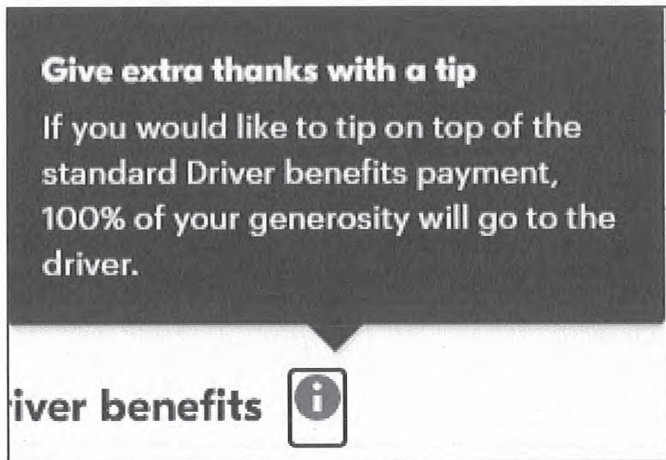 Give extra thanks with a tip
If you would like to tip on top of the
standard Driver benefits payment,
100% of your generosity will go to the
driver.
iver benefits